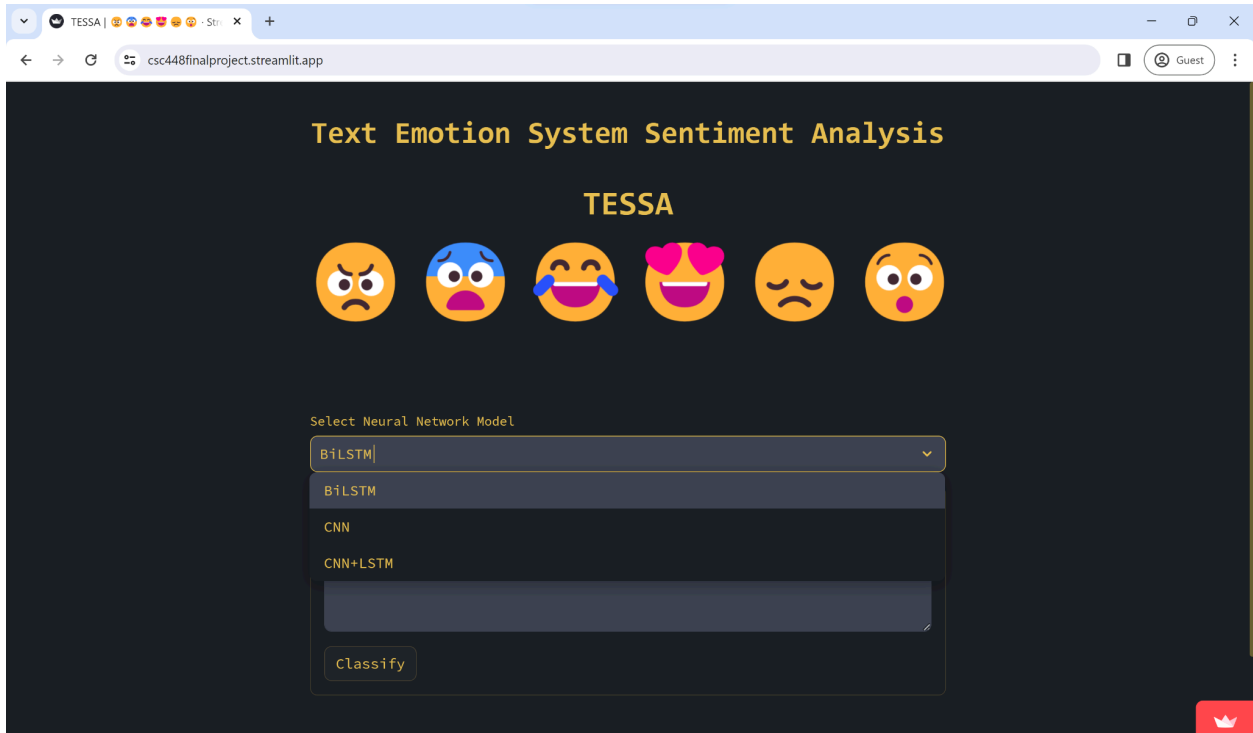 TESSA | 😠 😨 😂 😍 😞 😲 · Str
Guest
csc448finalproject.streamlit.app
Text Emotion System Sentiment Analysis
TESSA
Select Neural Network Model
BiLSTM
BiLSTM
CNN
CNN+LSTM
Classify